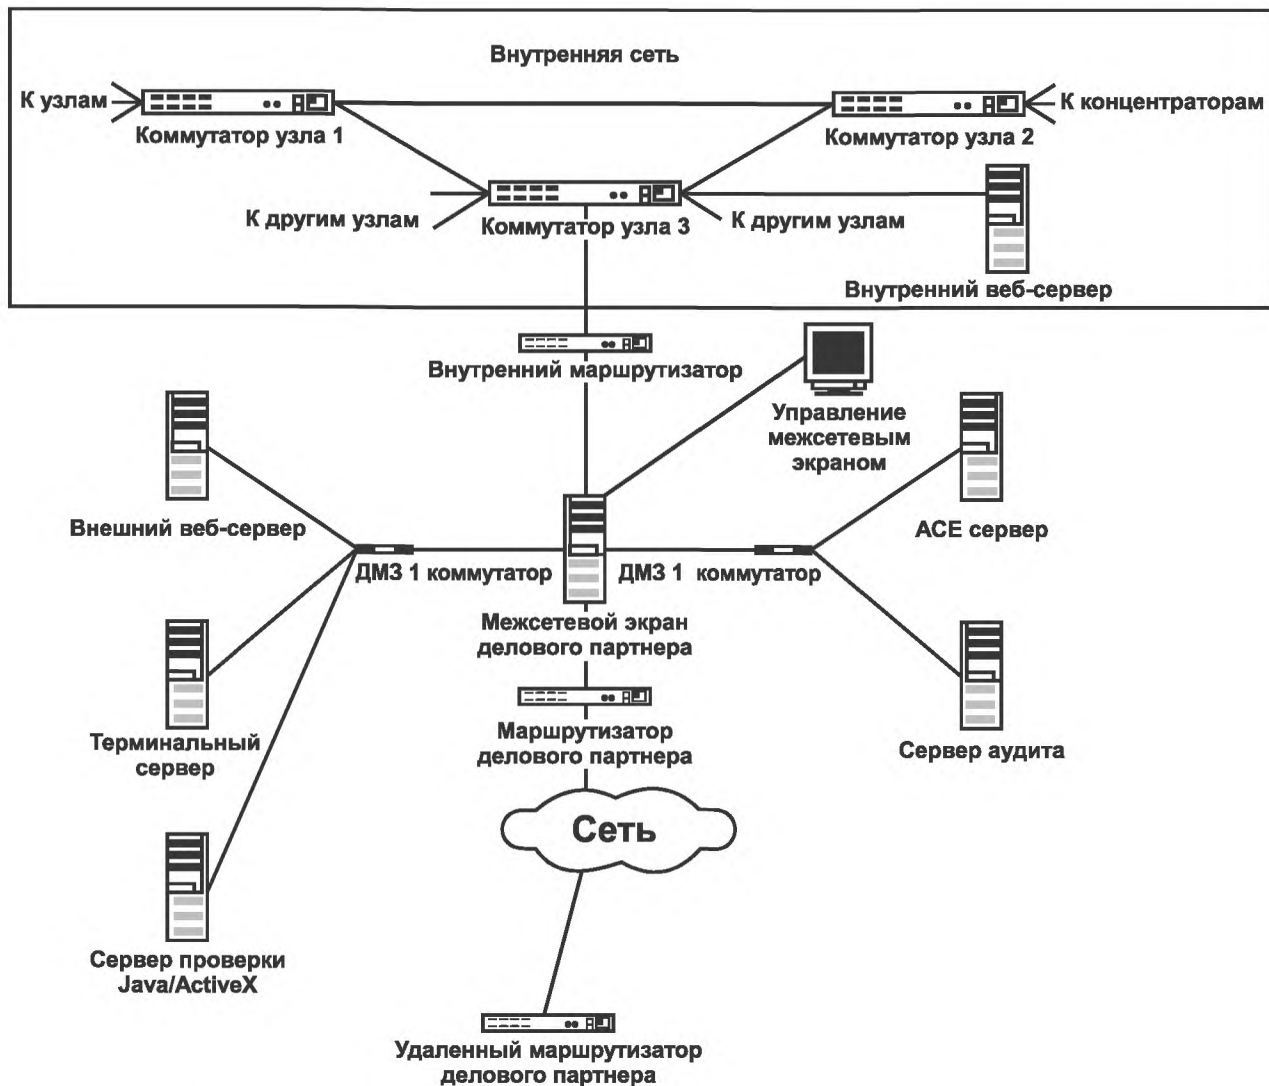 Внутренняя сеть
К узлам
Коммутатор узла 1
К концентраторам
Коммутатор узла 2
К другим узлам
Коммутатор узла 3
К другим узлам
Внутренний веб-сервер
Внутренний маршрутизатор
Управление
межсетевым
экраном
Внешний веб-сервер
ACE сервер
ДМЗ 1 коммутатор
ДМЗ 1 коммутатор
Межсетевой экран
делового партнера
Терминальный
сервер
Маршрутизатор
делового партнера
Сервер аудита
Сеть
Сервер проверки
Java/ActiveX
Удаленный маршрутизатор
делового партнера